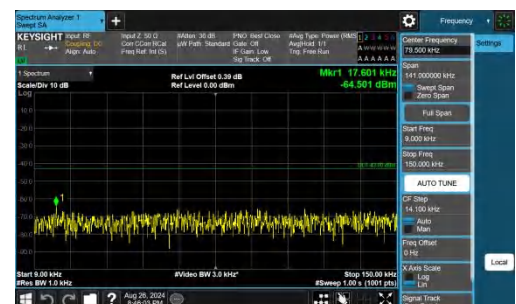 Spectrum Analyzer 1
Swept SA
Frequency
KEYSIGHT Input: RF
Coupling: DC
Align: Auto
Input Z: 50 Ω
Corr CCorr RCal
Freq Ref: Int (S)
#Atten: 30 dB
µW Path: Standard
PNO: Best Close
Gate: Off
IF Gain: Low
Sig Track: Off
#Avg Type: Power (RMS
Avg|Hold: 1/1
Trig: Free Run
1 2 3 4 5 6
A W W W W W
A A A A A A
1 Spectrum
Scale/Div 10 dB
Log
Ref Lvl Offset 0.39 dB
Ref Level 0.00 dBm
Mkr1 17.601 kHz
-64.501 dBm
Start 9.00 kHz
#Res BW 1.0 kHz
#Video BW 3.0 kHz*
Stop 150.00 kHz
#Sweep 1.00 s (1001 pts)
Aug 26, 2024
Center Frequency
79.500 kHz
Settings
Span
141.000000 kHz
Swept Span
Zero Span
Full Span
Start Freq
9.000 kHz
Stop Freq
150.000 kHz
AUTO TUNE
CF Step
14.100 kHz
Auto
Man
Freq Offset
0 Hz
X Axis Scale
Log
Lin
Local
Signal Track